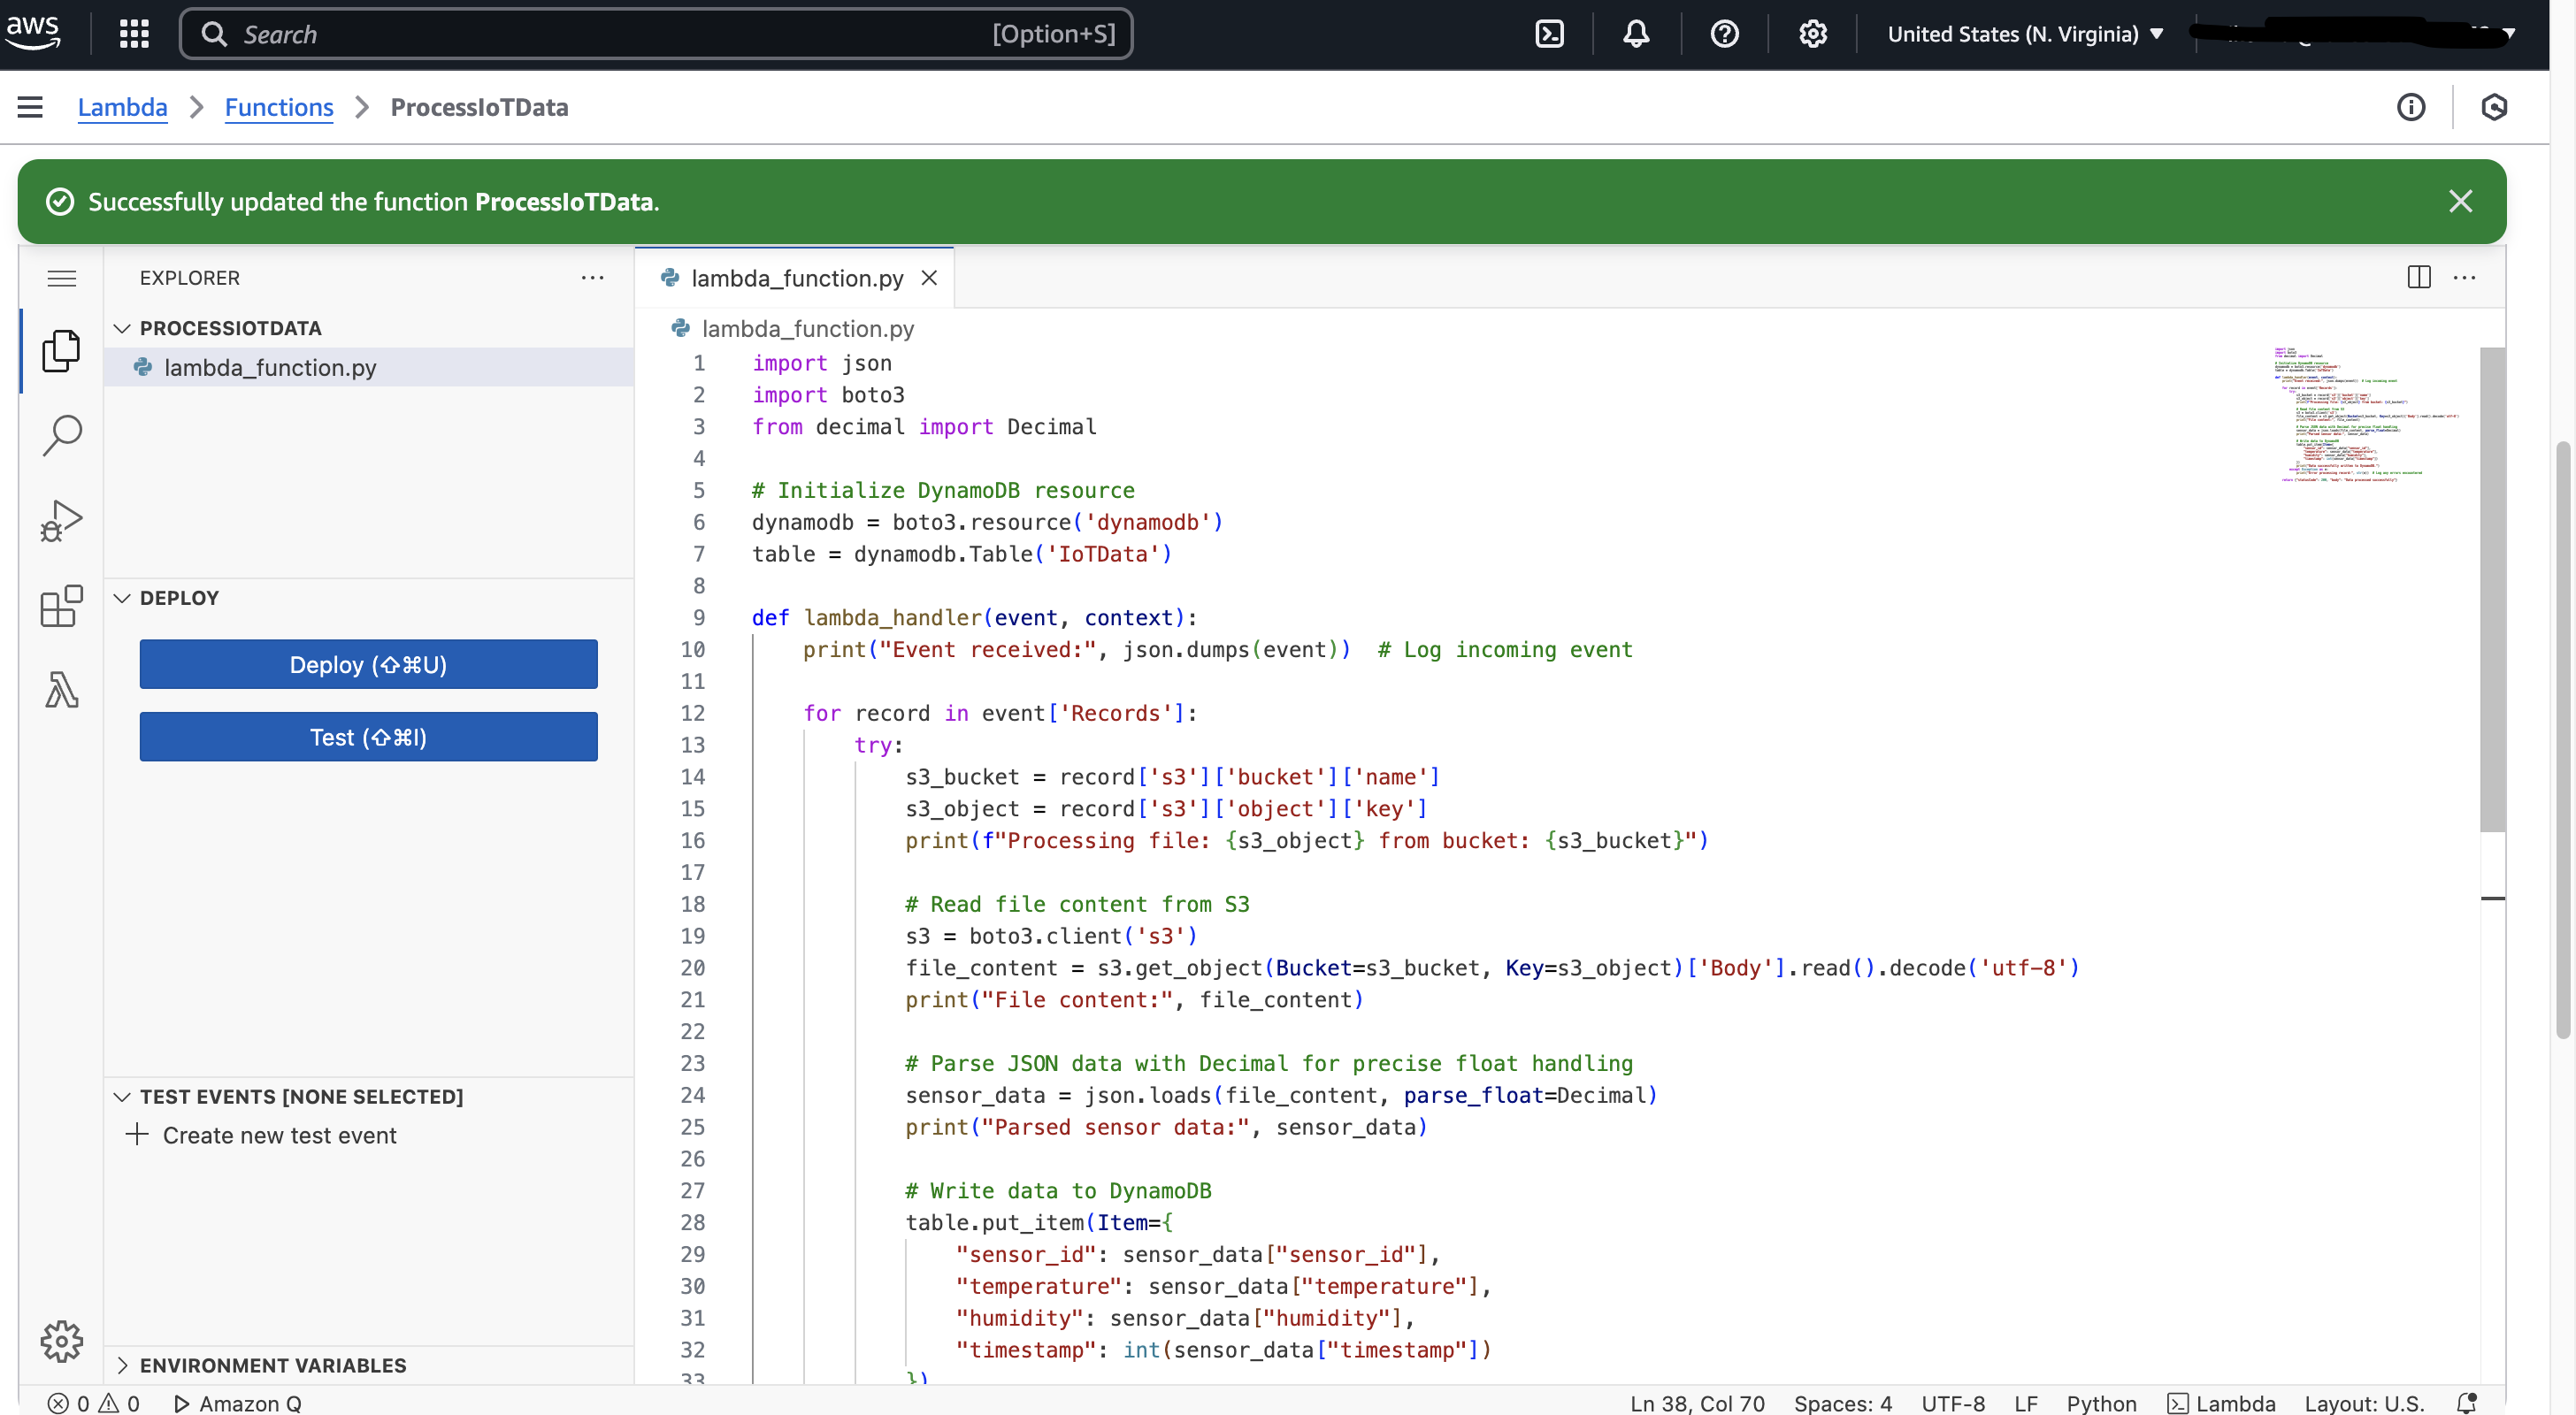 aws
Search [Option+S]
United States (N. Virginia)
Lambda > Functions > ProcessIoTData
Successfully updated the function ProcessIoTData.
EXPLORER ...
PROCESSIOTDATA
lambda_function.py
DEPLOY
Deploy (⇧⌘U)
Test (⇧⌘I)
TEST EVENTS [NONE SELECTED]
+ Create new test event
ENVIRONMENT VARIABLES
lambda_function.py
lambda_function.py
1 import json
2 import boto3
3 from decimal import Decimal
4
5 # Initialize DynamoDB resource
6 dynamodb = boto3.resource('dynamodb')
7 table = dynamodb.Table('IoTData')
8
9 def lambda_handler(event, context):
10     print("Event received:", json.dumps(event))  # Log incoming event
11
12     for record in event['Records']:
13         try:
14             s3_bucket = record['s3']['bucket']['name']
15             s3_object = record['s3']['object']['key']
16             print(f"Processing file: {s3_object} from bucket: {s3_bucket}")
17
18             # Read file content from S3
19             s3 = boto3.client('s3')
20             file_content = s3.get_object(Bucket=s3_bucket, Key=s3_object)['Body'].read().decode('utf-8')
21             print("File content:", file_content)
22
23             # Parse JSON data with Decimal for precise float handling
24             sensor_data = json.loads(file_content, parse_float=Decimal)
25             print("Parsed sensor data:", sensor_data)
26
27             # Write data to DynamoDB
28             table.put_item(Item={
29                 "sensor_id": sensor_data["sensor_id"],
30                 "temperature": sensor_data["temperature"],
31                 "humidity": sensor_data["humidity"],
32                 "timestamp": int(sensor_data["timestamp"])
33             })
0 0 Amazon Q Ln 38, Col 70 Spaces: 4 UTF-8 LF Python Lambda Layout: U.S.